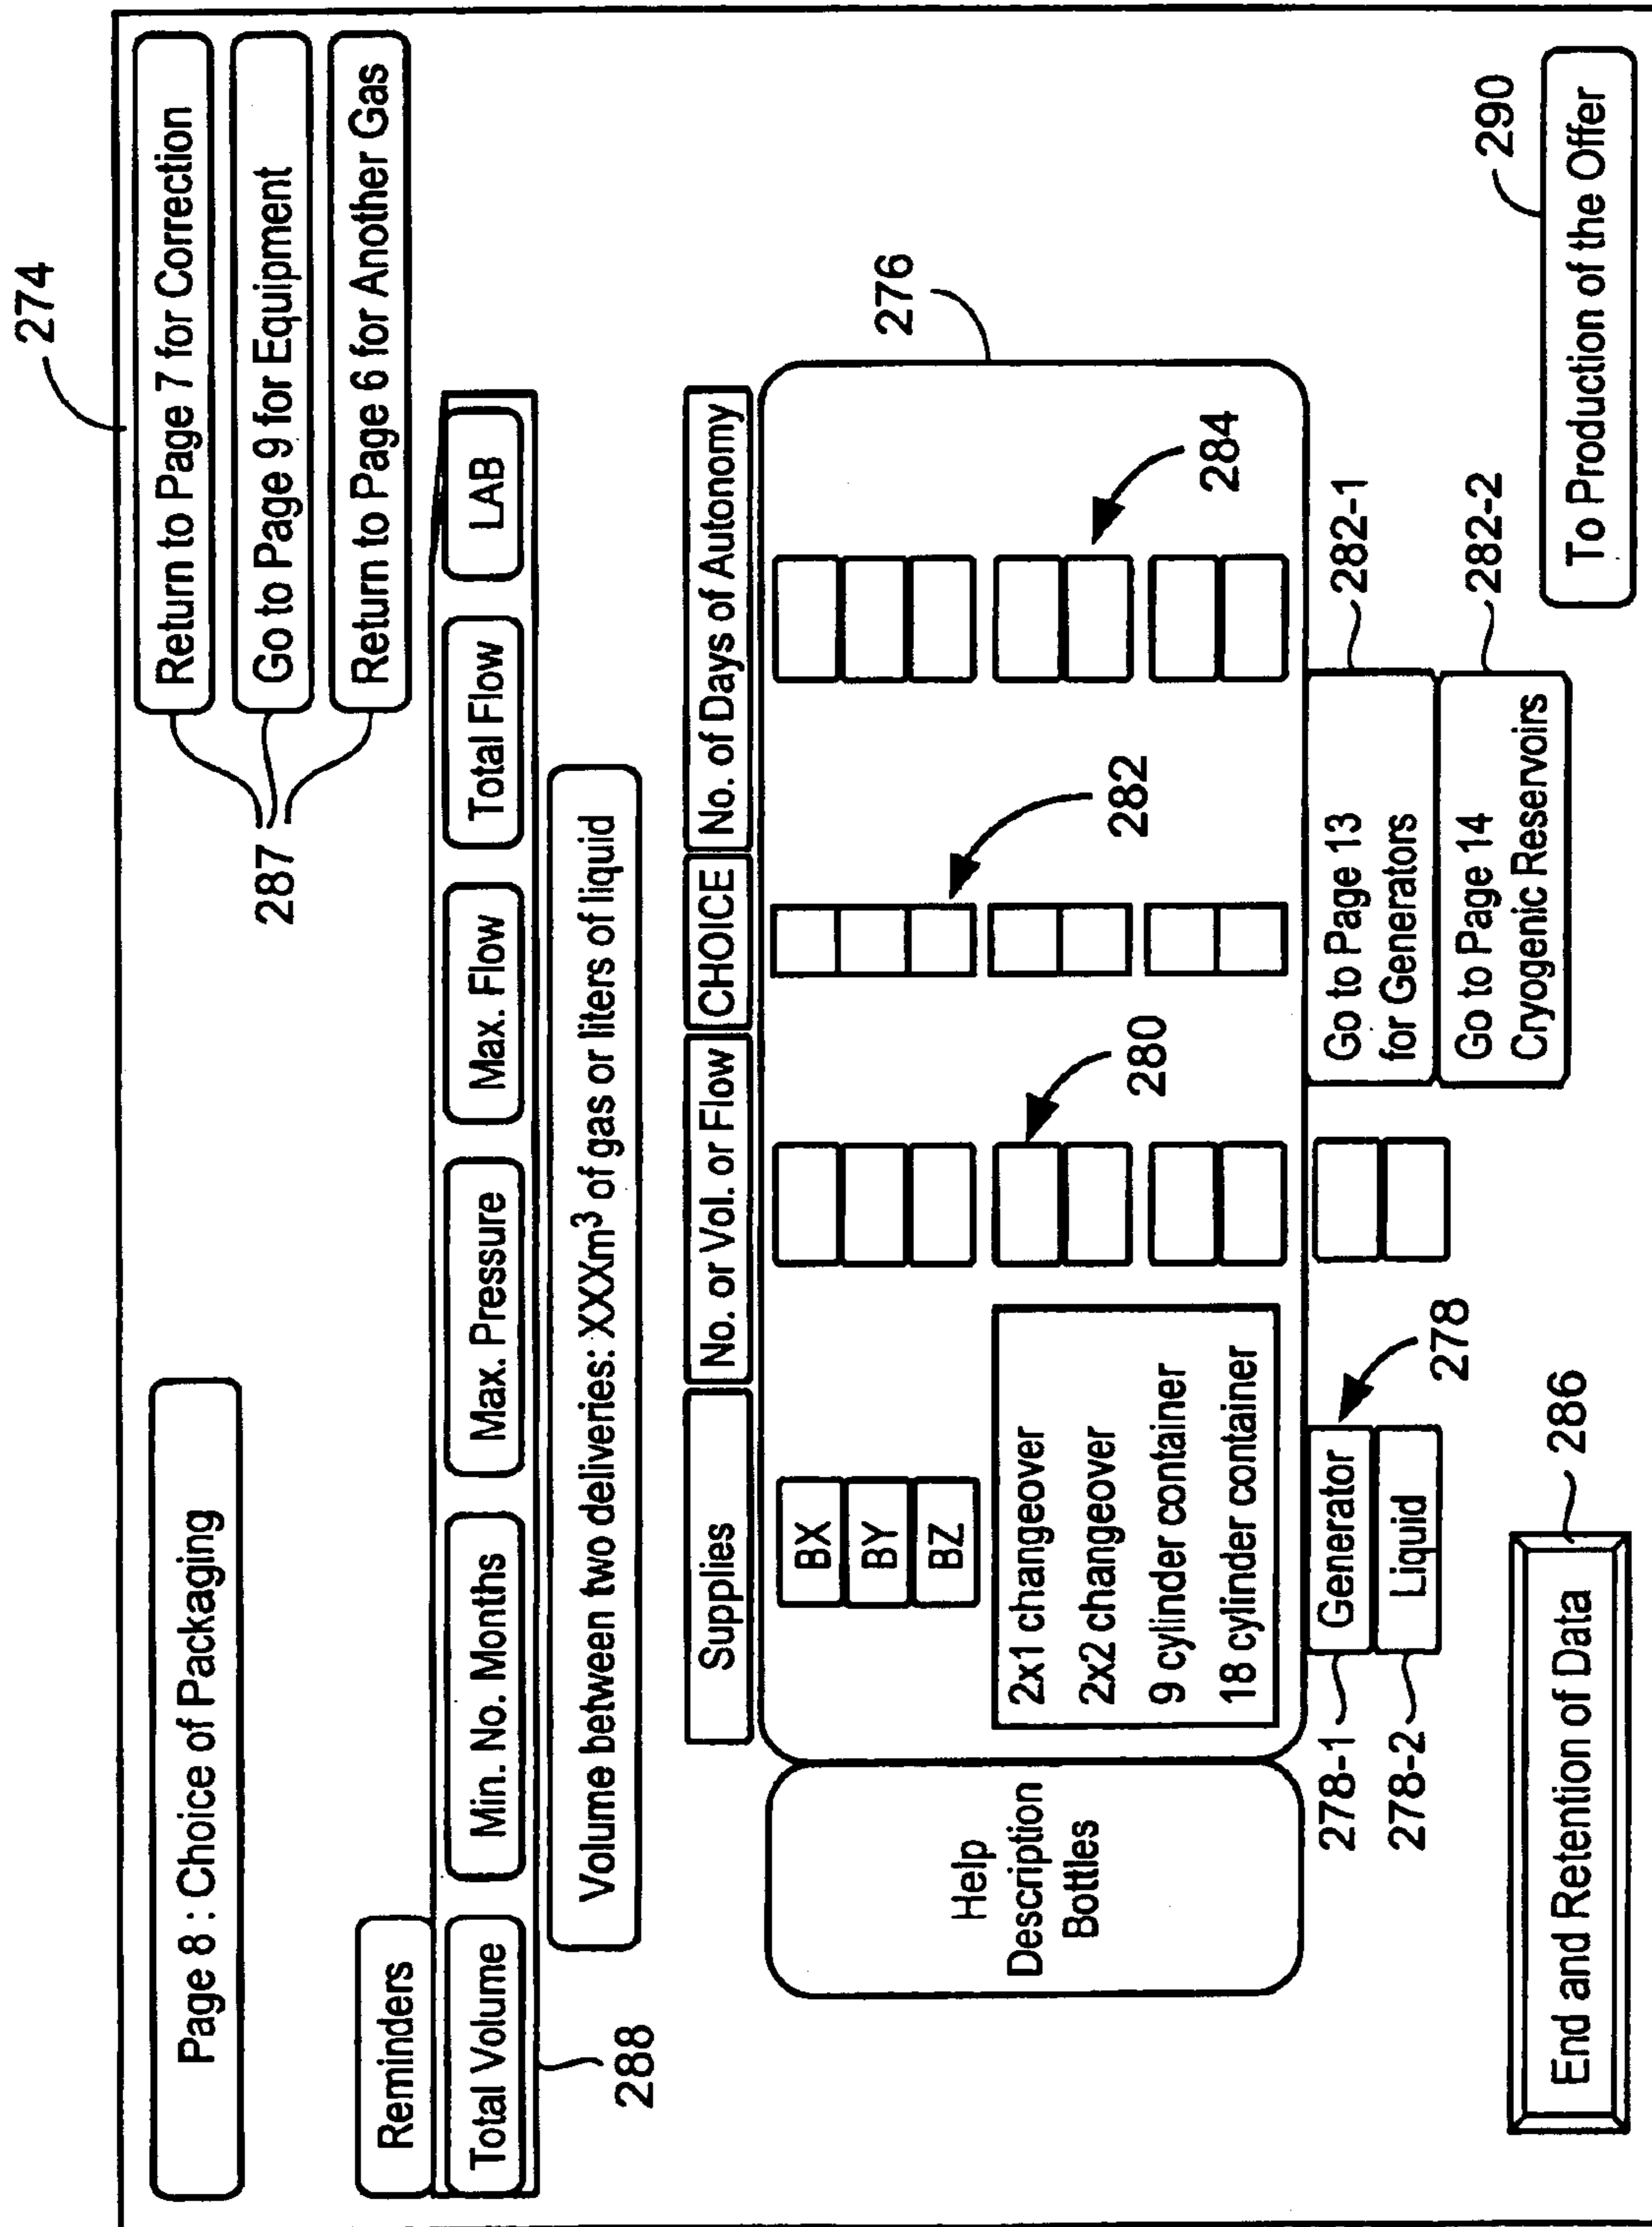 274
Page 8 : Choice of Packaging
Return to Page 7 for Correction
Go to Page 9 for Equipment
Return to Page 6 for Another Gas
287
Reminders
Total Volume
Min. No. Months
Max. Pressure
Max. Flow
Total Flow
LAB
288
Volume between two deliveries: XXXm³ of gas or liters of liquid
Supplies
No. or Vol. or Flow
CHOICE
No. of Days of Autonomy
276
Help
Description
Bottles
BX
BY
BZ
2x1 changeover
2x2 changeover
9 cylinder container
18 cylinder container
280
282
284
278-1
Generator
278
278-2
Liquid
Go to Page 13
for Generators
282-1
Go to Page 14
Cryogenic Reservoirs
282-2
End and Retention of Data
286
To Production of the Offer
290